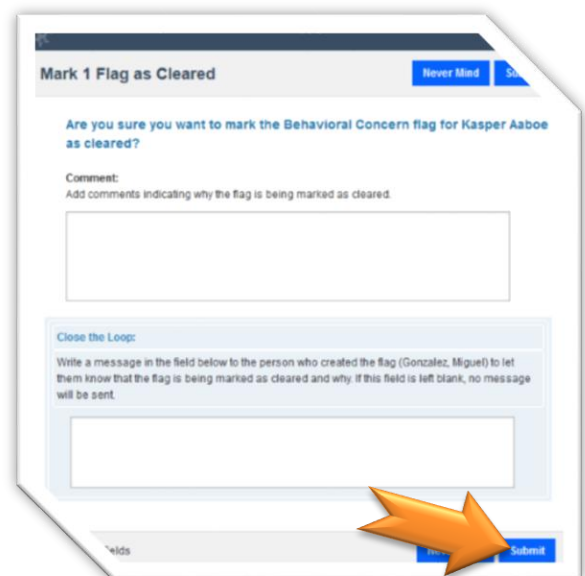 Mark 1 Flag as Cleared
Never Mind
Are you sure you want to mark the Behavioral Concern flag for Kasper Aaboe
as cleared?
Comment:
Add comments indicating why the flag is being marked as cleared.
Close the Loop:
Write a message in the field below to the person who created the flag (Gonzalez, Miguel) to let
them know that the flag is being marked as cleared and why. If this field is left blank, no message
will be sent.
Submit